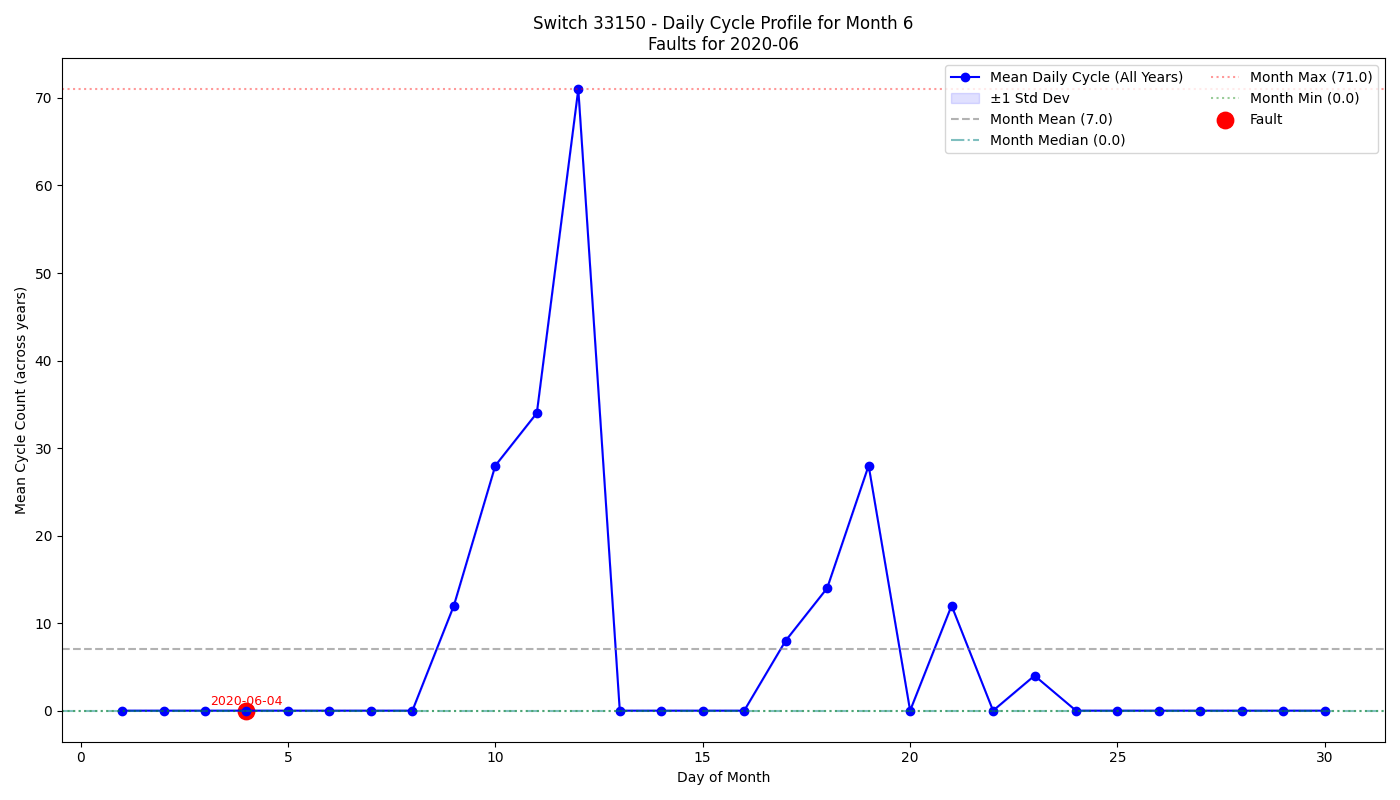 Switch 33150 - Daily Cycle Profile for Month 6
Faults for 2020-06
Mean Daily Cycle (All Years)
±1 Std Dev
Month Mean (7.0)
Month Median (0.0)
Month Max (71.0)
Month Min (0.0)
Fault
Mean Cycle Count (across years)
70
60
50
40
30
20
10
0
2020-06-04
0
5
10
15
20
25
30
Day of Month